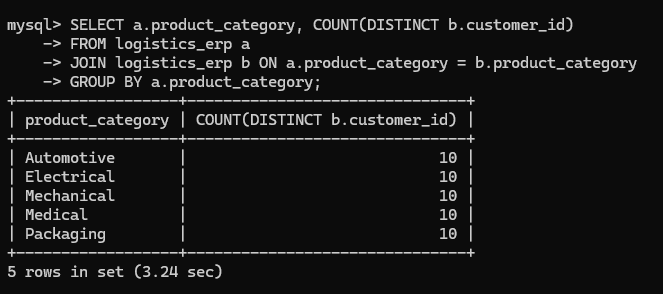 mysql> SELECT a.product_category, COUNT(DISTINCT b.customer_id)
    -> FROM logistics_erp a
    -> JOIN logistics_erp b ON a.product_category = b.product_category
    -> GROUP BY a.product_category;
+------------------+-------------------------------+
| product_category | COUNT(DISTINCT b.customer_id) |
+------------------+-------------------------------+
| Automotive       |                            10 |
| Electrical       |                            10 |
| Mechanical       |                            10 |
| Medical          |                            10 |
| Packaging        |                            10 |
+------------------+-------------------------------+
5 rows in set (3.24 sec)